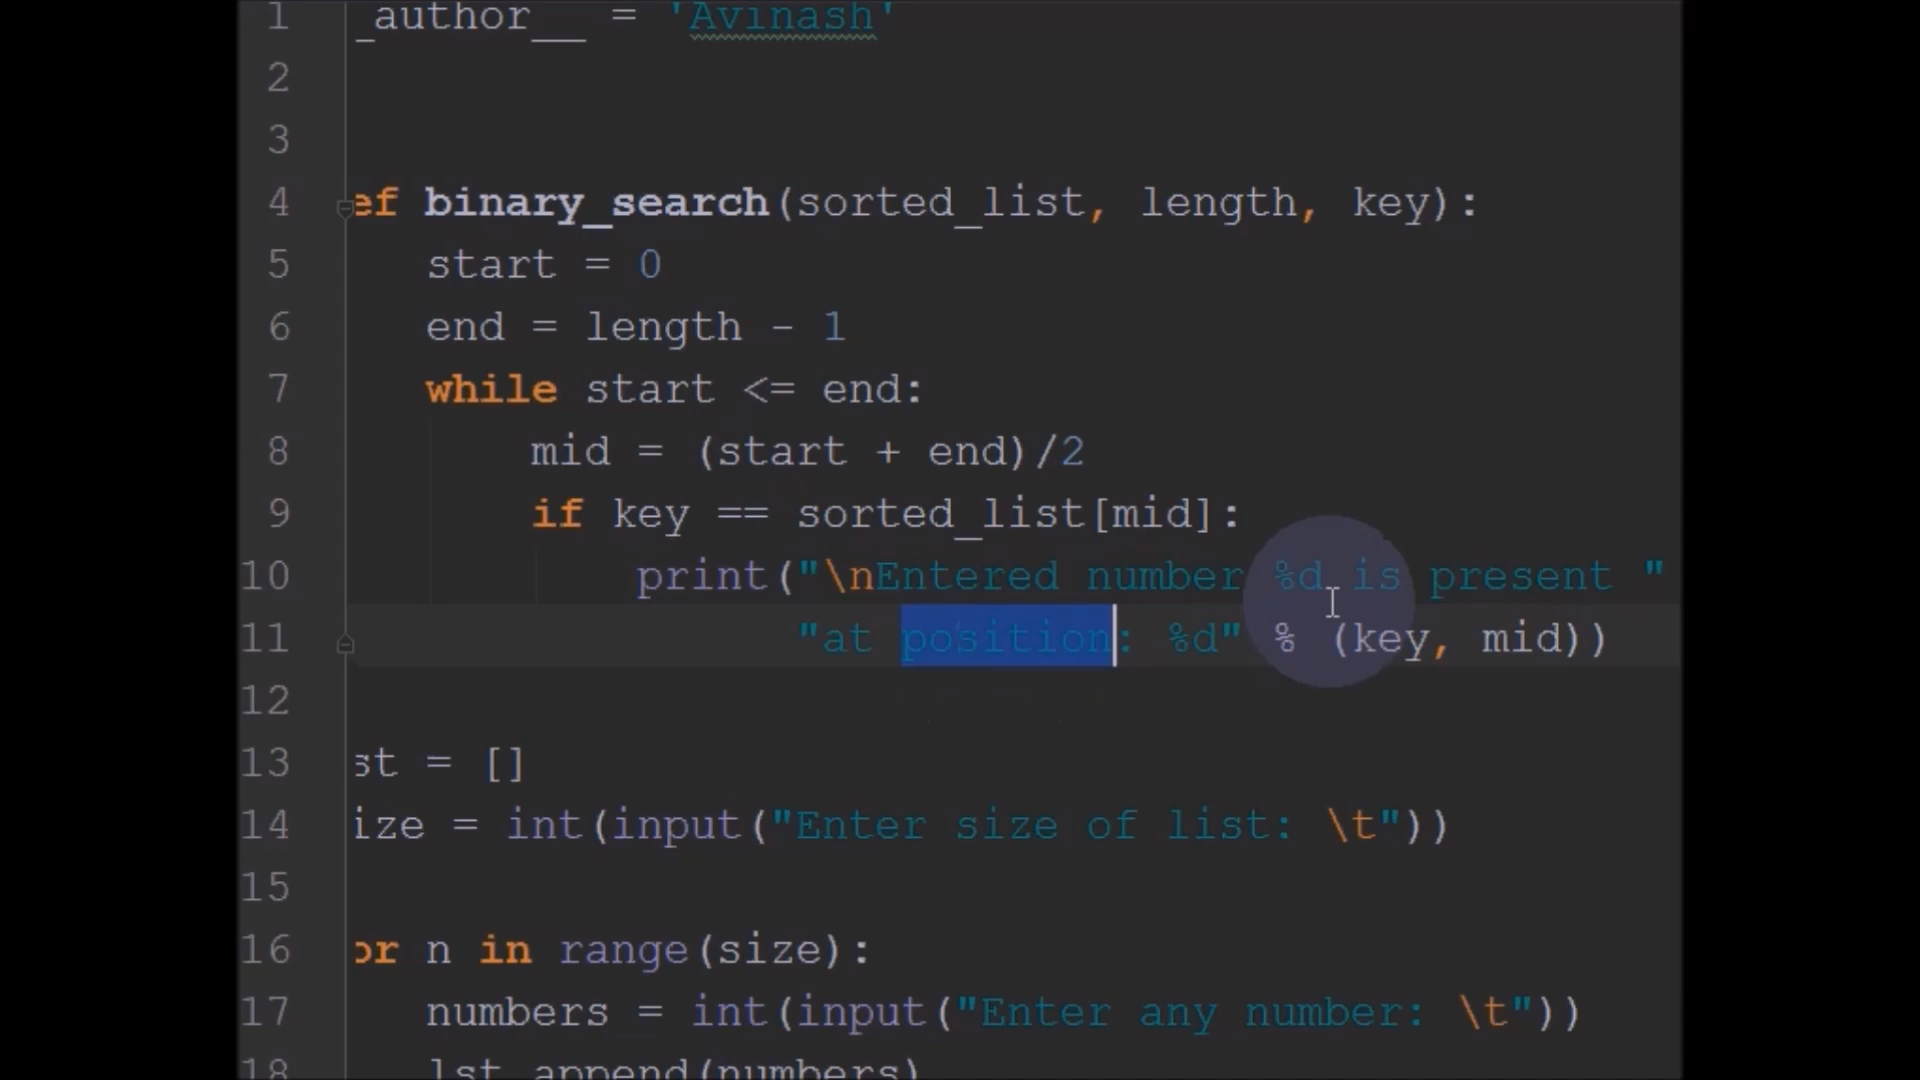 1 _author__ = 'Avinash'
2
3
4 ef binary_search(sorted_list, length, key):
5 start = 0
6 end = length - 1
7 while start <= end:
8 mid = (start + end)/2
9 if key == sorted_list[mid]:
10 print("\nEntered number %d is present "
11 "at position: %d" % (key, mid))
12
13 st = []
14 ize = int(input("Enter size of list: \t"))
15
16 or n in range(size):
17 numbers = int(input("Enter any number: \t"))
18 lst append(numbers)